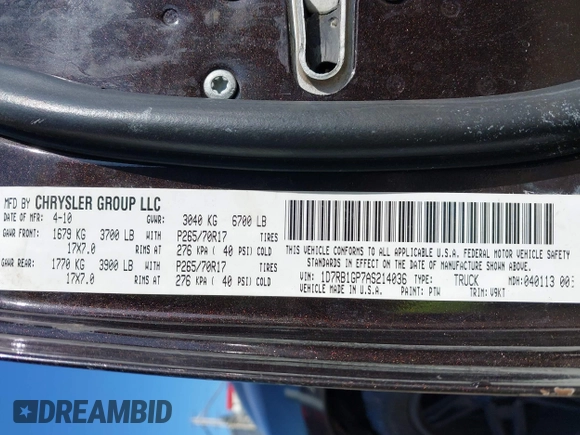 MFD BY CHRYSLER GROUP LLC
DATE OF MFR: 4-10 GVWR: 3040 KG 6700 LB
GAWR FRONT: 1679 KG 3700 LB P265/70R17 TIRES
17X7.0 RIMS AT 276 KPA ( 40 PSI) COLD
GAWR REAR: 1770 KG 3900 LB P265/70R17 TIRES
17X7.0 RIMS AT 276 KPA ( 40 PSI) COLD
THIS VEHICLE CONFORMS TO ALL APPLICABLE U.S.A. FEDERAL MOTOR VEHICLE SAFETY
STANDARDS IN EFFECT ON THE DATE OF MANUFACTURE SHOWN ABOVE.
VIN: 1D7RB1GP7AS214036 TYPE: TRUCK MDH: 040113 003
VEHICLE MADE IN U.S.A. PAINT: PTW TRIM: V9KT
DREAMBID